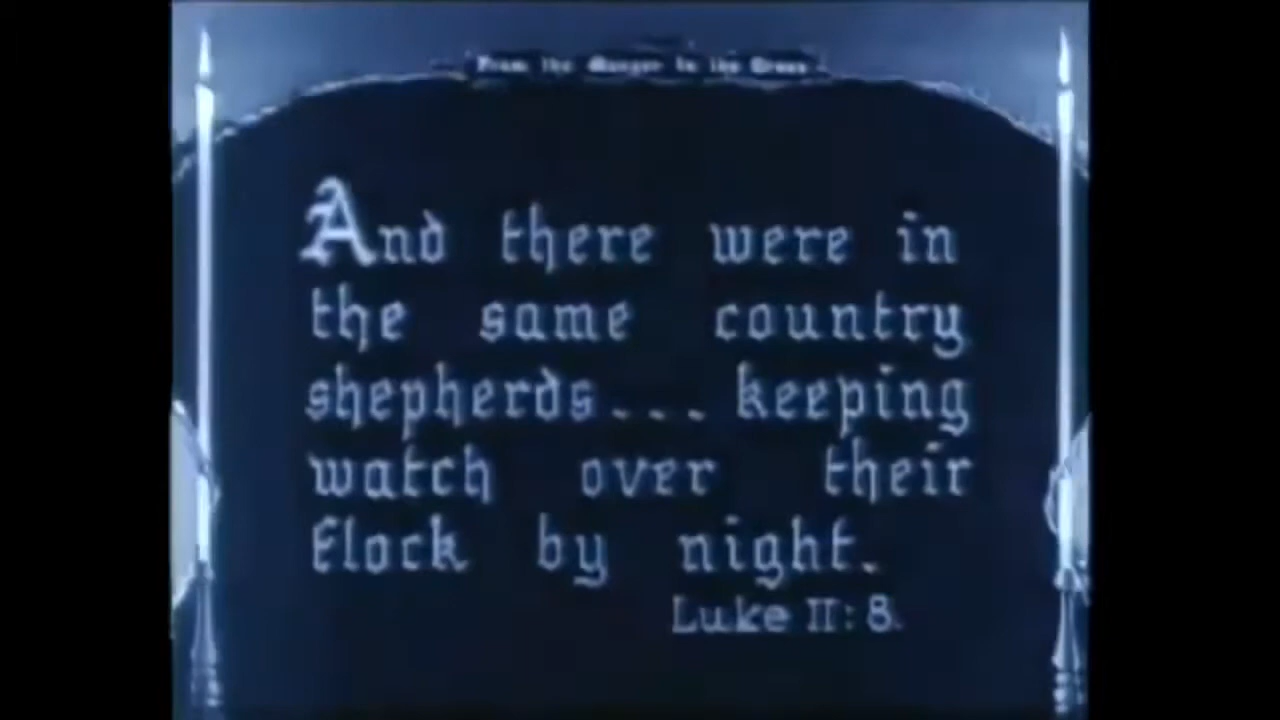 From the Manger to the Cross
And there were in
the same country
shepherds... keeping
watch over their
flock by night.
Luke II: 8.